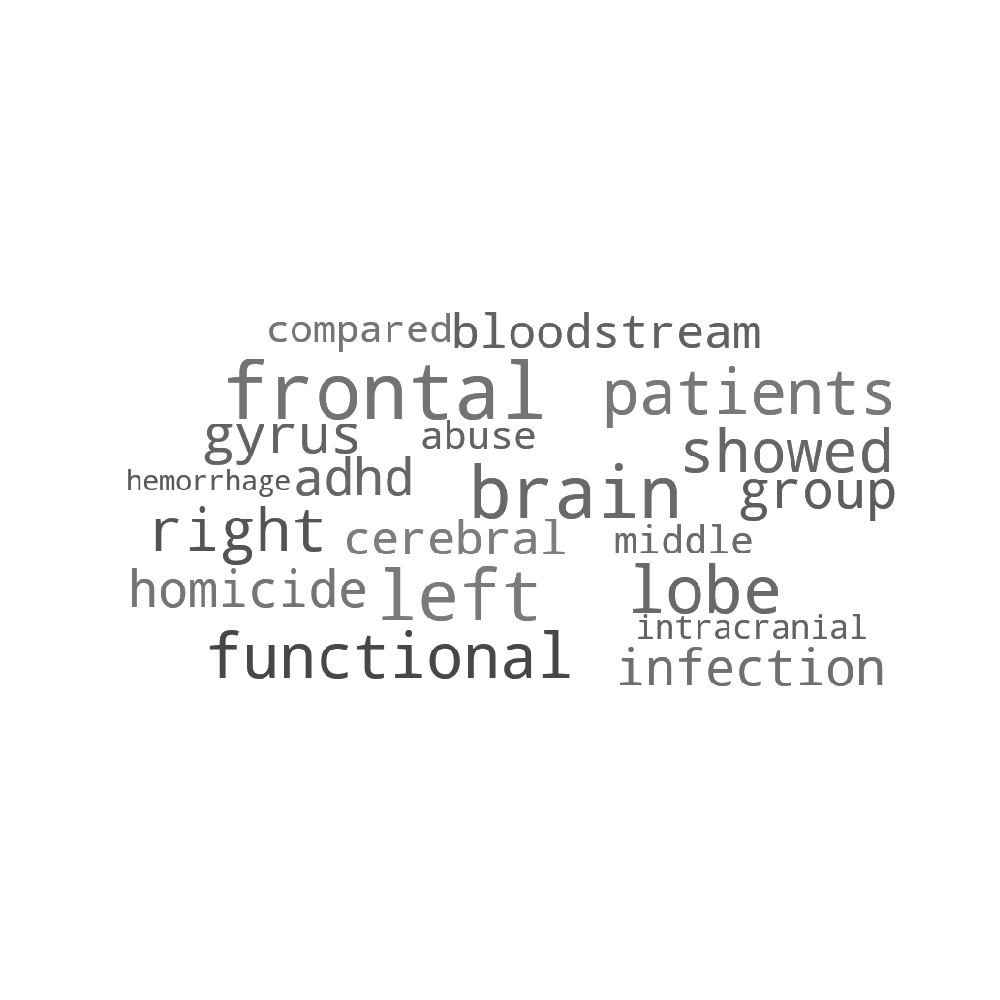 compared bloodstream
frontal patients
gyrus abuse showed
hemorrhage adhd brain group
right cerebral middle
homicide left lobe
intracranial
functional infection